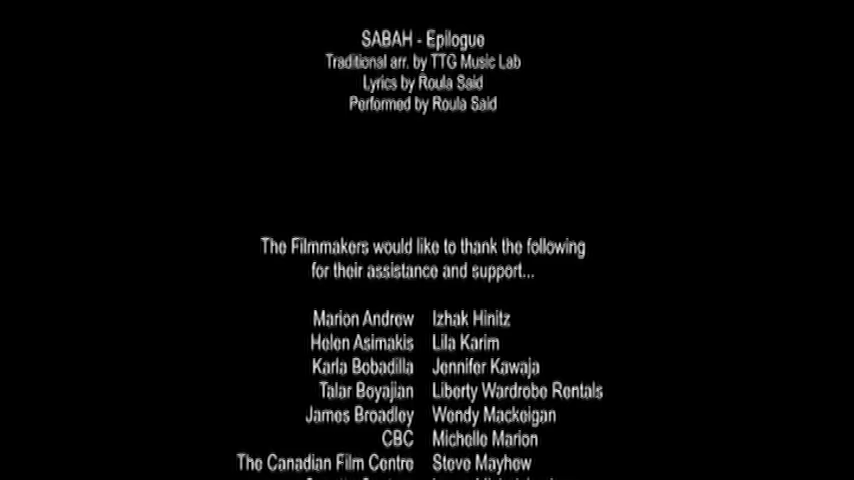 SABAH - Epilogue
Traditional arr. by TTG Music Lab
Lyrics by Roula Said
Performed by Roula Said
The Filmmakers would like to thank the following
for their assistance and support...
Marion Andrew Izhak Hinitz
Helen Asimakis Lila Karim
Karla Bobadilla Jennifer Kawaja
Talar Boyajian Liberty Wardrobe Rentals
James Broadley Wendy Mackeigan
CBC Michelle Marion
The Canadian Film Centre Steve Mayhew